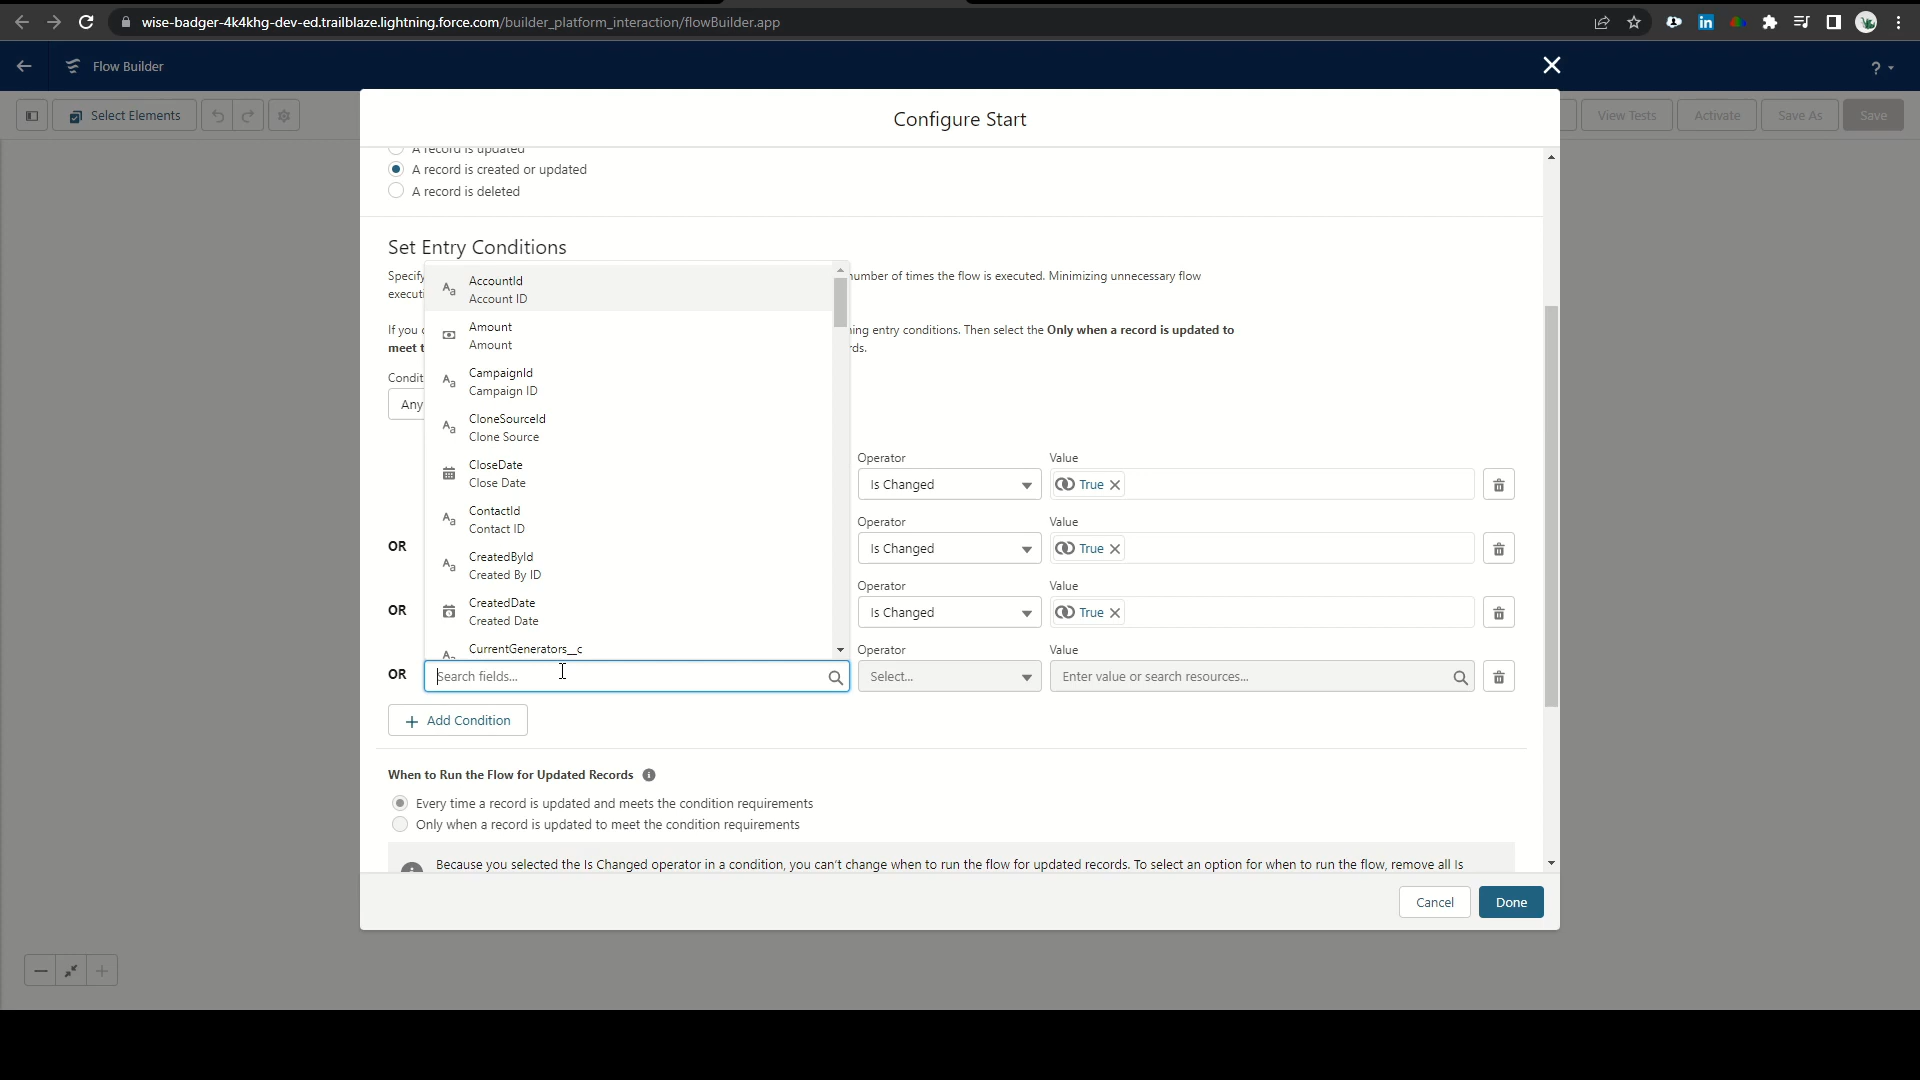 wise-badger-4k4khg-dev-ed.trailblaze.lightning.force.com/builder_platform_interaction/flowBuilder.app
Flow Builder
?
Select Elements
View Tests
Activate
Save As
Save
Configure Start
A record is updated
A record is created or updated
A record is deleted
Set Entry Conditions
Specify number of times the flow is executed. Minimizing unnecessary flow
executi
If you ing entry conditions. Then select the Only when a record is updated to
meet t rds.
Condit
Any
AccountId
Account ID
Amount
Amount
CampaignId
Campaign ID
CloneSourceId
Clone Source
CloseDate
Close Date
ContactId
Contact ID
CreatedById
Created By ID
CreatedDate
Created Date
CurrentGenerators__c
Operator Value
Is Changed True
OR
Operator Value
Is Changed True
OR
Operator Value
Is Changed True
Operator Value
OR Search fields... Select... Enter value or search resources...
+ Add Condition
When to Run the Flow for Updated Records
Every time a record is updated and meets the condition requirements
Only when a record is updated to meet the condition requirements
Because you selected the Is Changed operator in a condition, you can't change when to run the flow for updated records. To select an option for when to run the flow, remove all Is
Cancel
Done